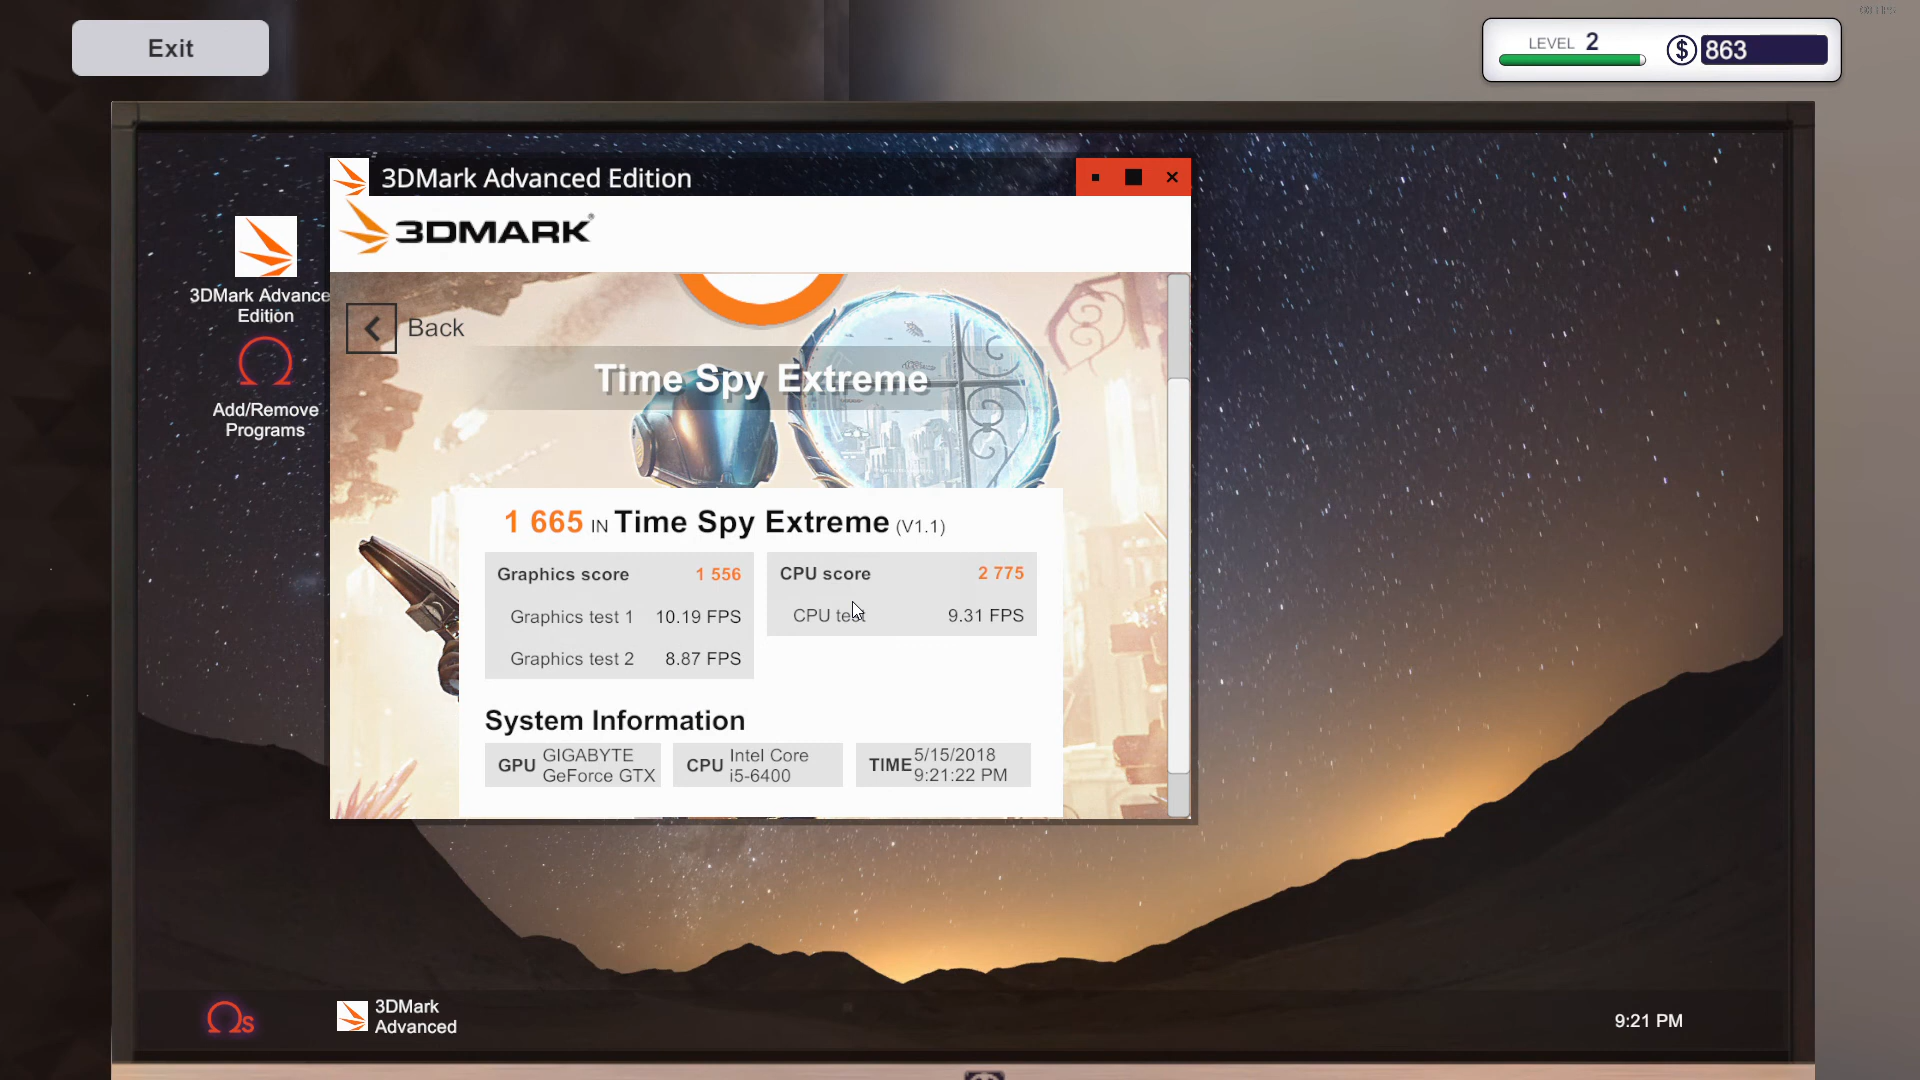 Exit
LEVEL 2
$ 863
3DMark Advanced Edition
3DMARK®
3DMark Advance
Edition
Back
Time Spy Extreme
Add/Remove
Programs
1 665 IN Time Spy Extreme (V1.1)
Graphics score 1 556
CPU score 2 775
Graphics test 1 10.19 FPS
CPU test 9.31 FPS
Graphics test 2 8.87 FPS
System Information
GPU GIGABYTE
GeForce GTX
CPU Intel Core
i5-6400
TIME 5/15/2018
9:21:22 PM
Ωs
3DMark
Advanced
9:21 PM